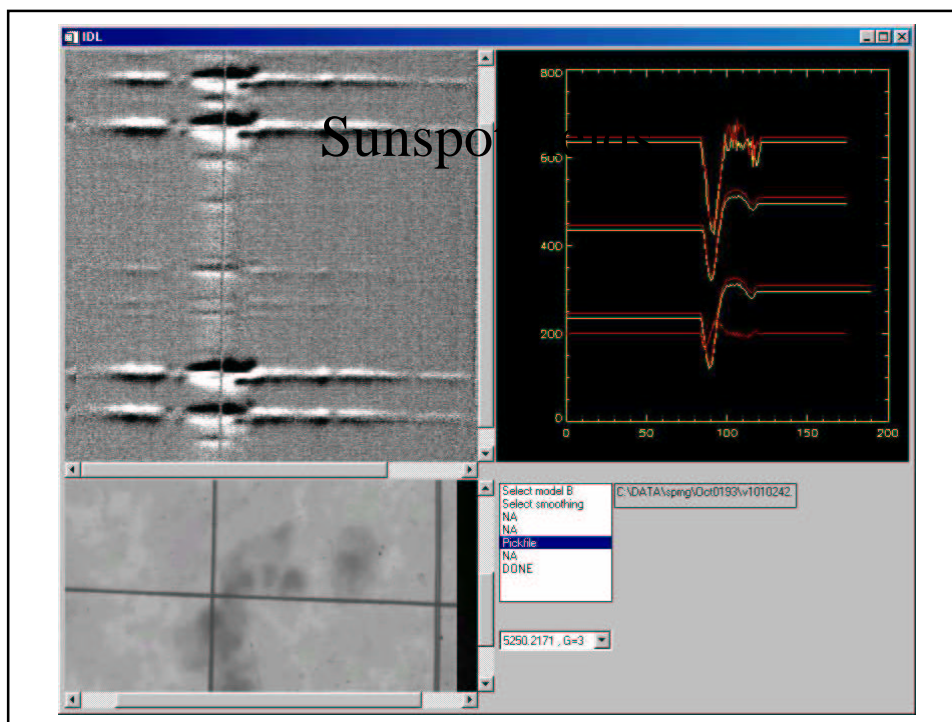 IDL
Sunspot
800
600
400
200
0
0 50 100 150 200
Select model B
Select smoothing
NA
NA
Pickfile
NA
DONE
C:\DATA\spmg\Oct0193\v1010242.
5250.2171 , G=3